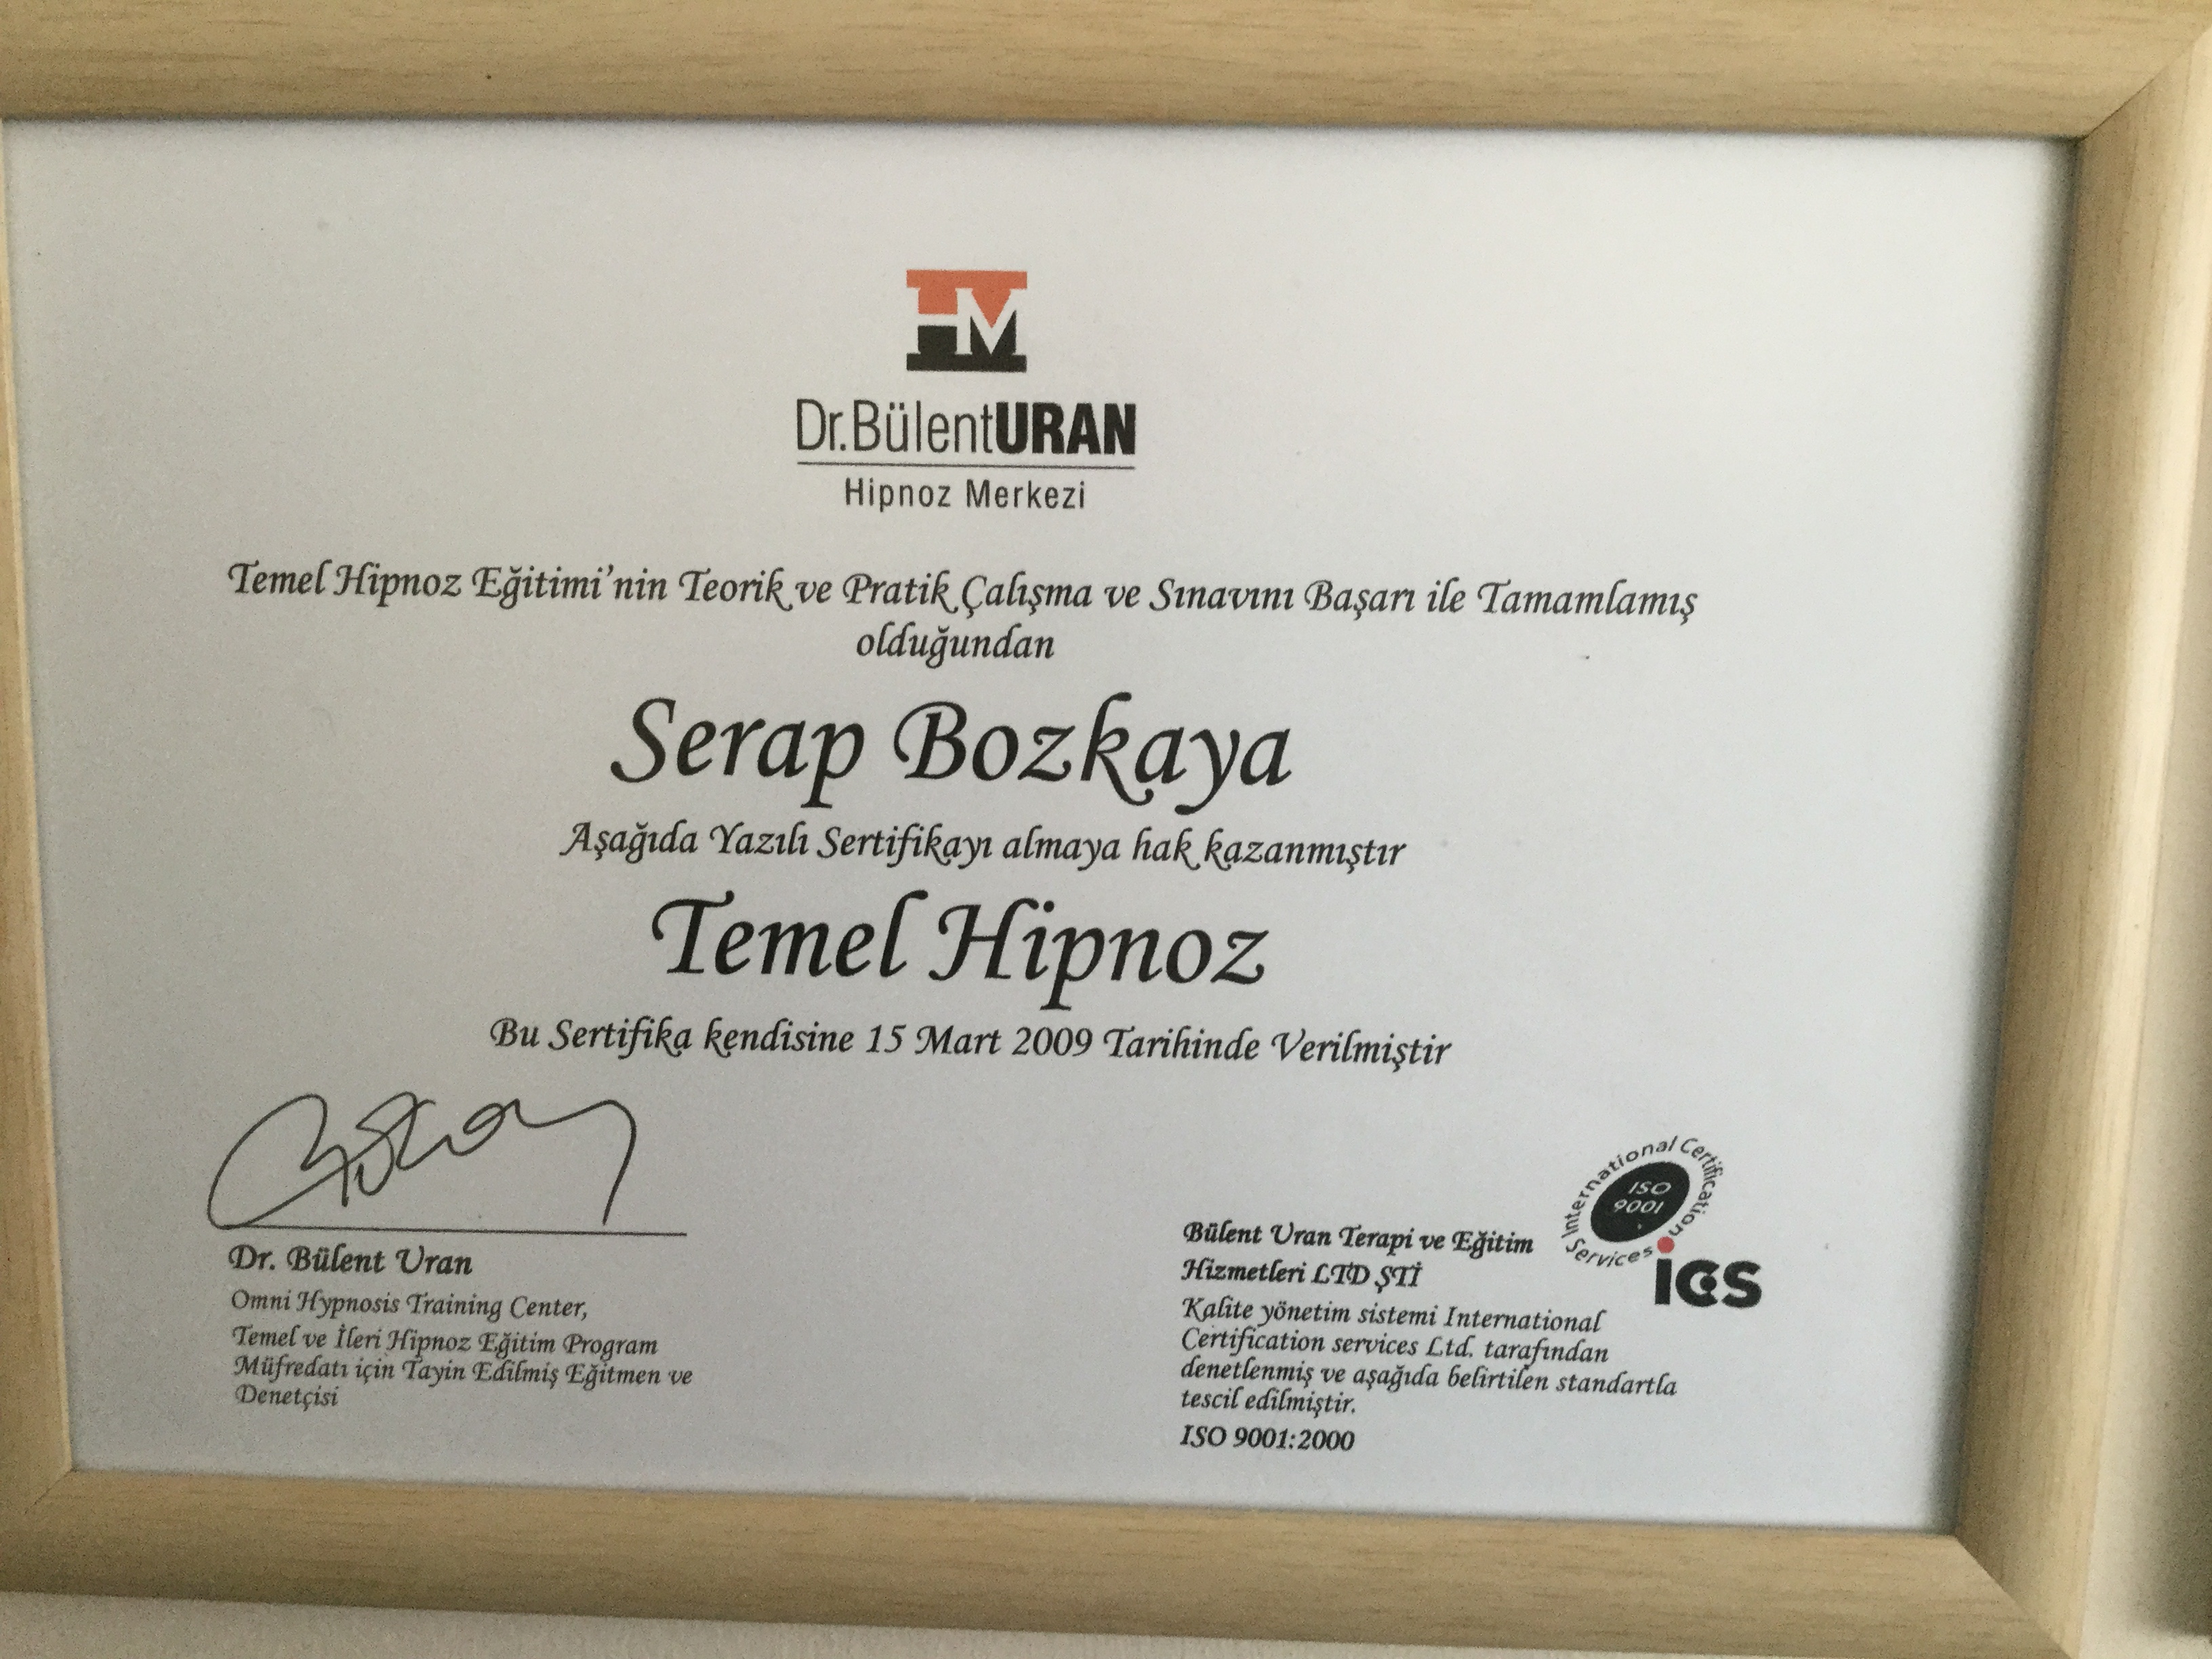 HM
Dr.BülentURAN
Hipnoz Merkezi
Temel Hipnoz Eğitimi'nin Teorik ve Pratik Çalışma ve Sınavını Başarı ile Tamamlamış
olduğundan
Serap Bozkaya
Aşağıda Yazılı Sertifikayı almaya hak kazanmıştır
Temel Hipnoz
Bu Sertifika kendisine 15 Mart 2009 Tarihinde Verilmiştir
Dr. Bülent Uran
Omni Hypnosis Training Center,
Temel ve İleri Hipnoz Eğitim Program
Müfredatı için Tayin Edilmiş Eğitmen ve
Denetçisi
International Certification Services
ISO
9001
ics
Bülent Uran Terapi ve Eğitim
Hizmetleri LTD ŞTİ
Kalite yönetim sistemi International
Certification services Ltd. tarafından
denetlenmiş ve aşağıda belirtilen standartla
tescil edilmiştir.
ISO 9001:2000